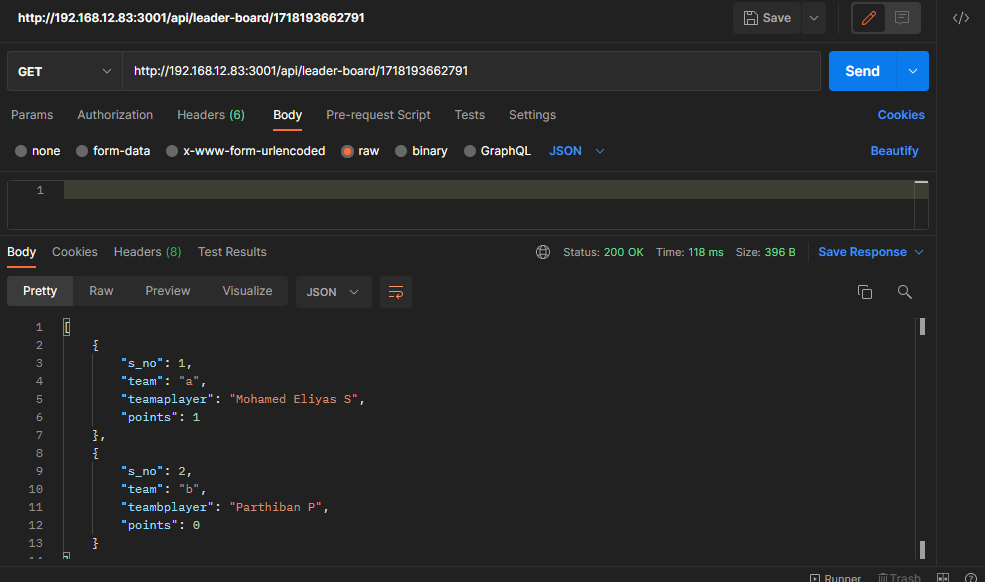 http://192.168.12.83:3001/api/leader-board/1718193662791
Save
GET
http://192.168.12.83:3001/api/leader-board/1718193662791
Send
Params Authorization Headers (6) Body Pre-request Script Tests Settings Cookies
none form-data x-www-form-urlencoded raw binary GraphQL JSON Beautify
1
Body Cookies Headers (8) Test Results Status: 200 OK Time: 118 ms Size: 396 B Save Response
Pretty Raw Preview Visualize JSON
1 [
2 {
3 "s_no": 1,
4 "team": "a",
5 "teamaplayer": "Mohamed Eliyas S",
6 "points": 1
7 },
8 {
9 "s_no": 2,
10 "team": "b",
11 "teambplayer": "Parthiban P",
12 "points": 0
13 }
14 ]
Runner Trash